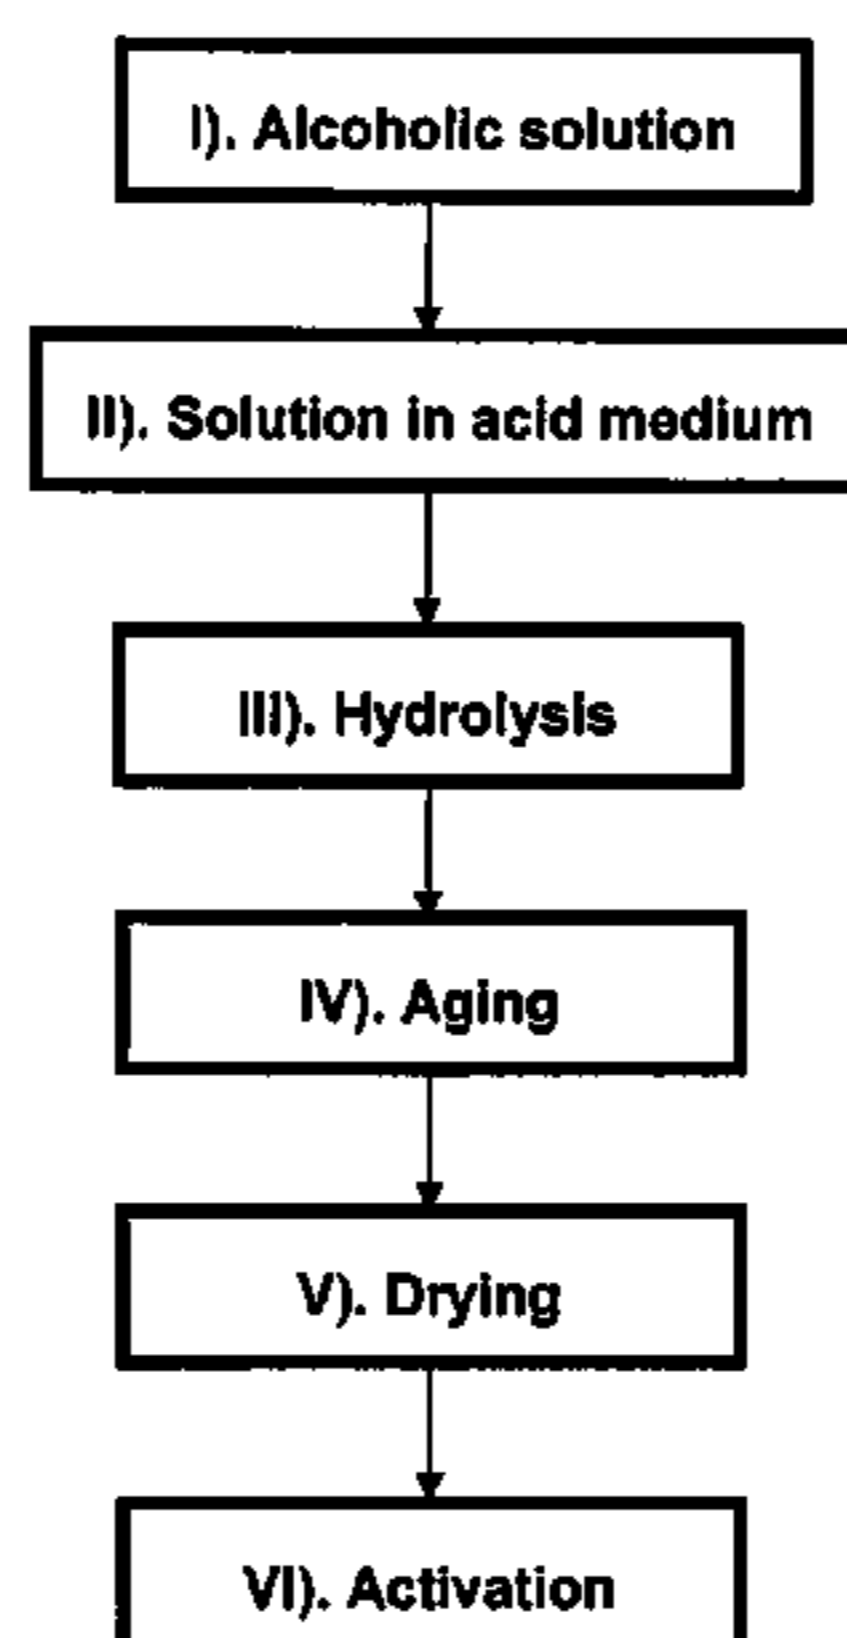 I). Alcoholic solution
II). Solution in acid medium
III). Hydrolysis
IV). Aging
V). Drying
VI). Activation